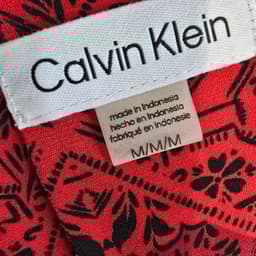 Calvin Klein
made in Indonesia
hecho en Indonesia
fabriqué en Indonésie
M/M/M